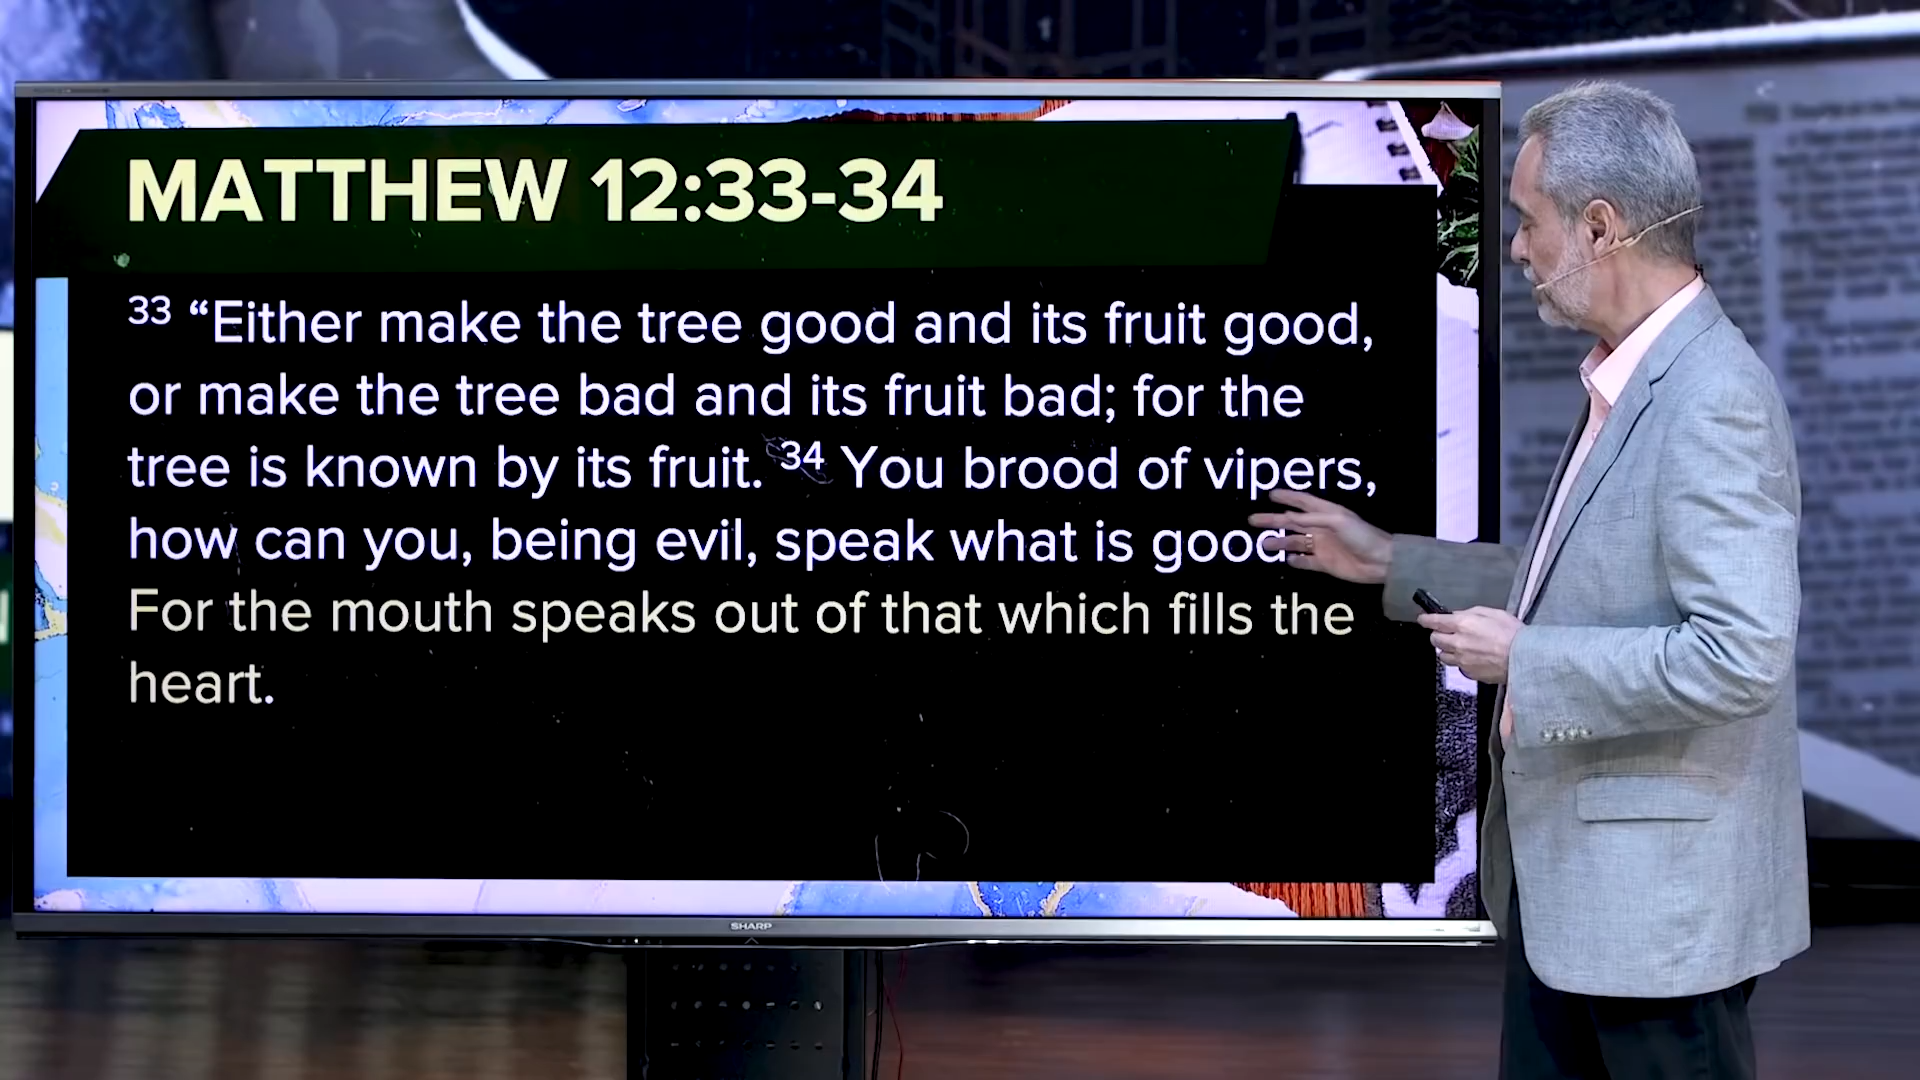 MATTHEW 12:33-34
33 “Either make the tree good and its fruit good,
or make the tree bad and its fruit bad; for the
tree is known by its fruit. 34 You brood of vipers,
how can you, being evil, speak what is good
For the mouth speaks out of that which fills the
heart.
SHARP